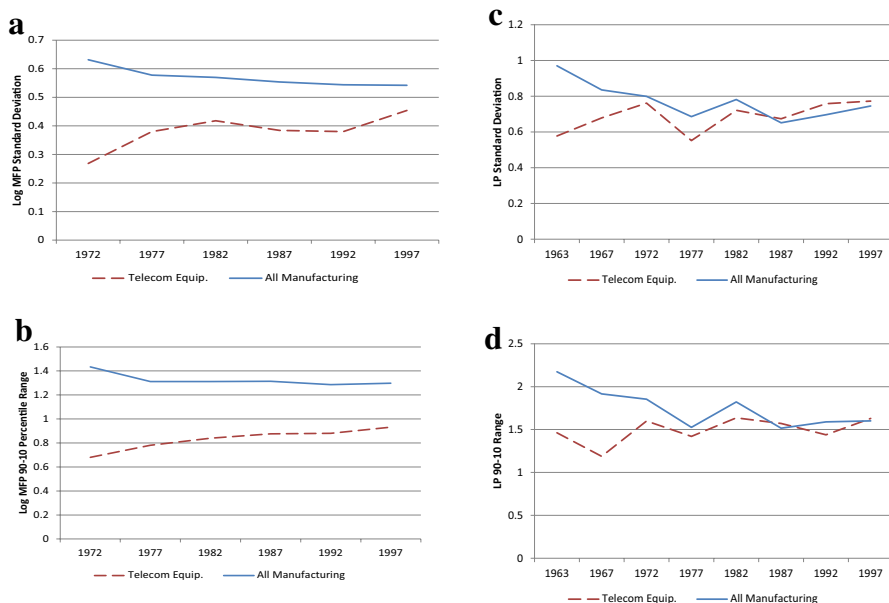 a
Log MFP Standard Deviation
0.7
0.6
0.5
0.4
0.3
0.2
0.1
0
1972 1977 1982 1987 1992 1997
Telecom Equip. All Manufacturing
b
Log MFP 90-10 Percentile Range
1.6
1.4
1.2
1
0.8
0.6
0.4
0.2
0
1972 1977 1982 1987 1992 1997
Telecom Equip. All Manufacturing
c
LP Standard Deviation
1.2
1
0.8
0.6
0.4
0.2
0
1963 1967 1972 1977 1982 1987 1992 1997
Telecom Equip. All Manufacturing
d
LP 90-10 Range
2.5
2
1.5
1
0.5
0
1963 1967 1972 1977 1982 1987 1992 1997
Telecom Equip. All Manufacturing